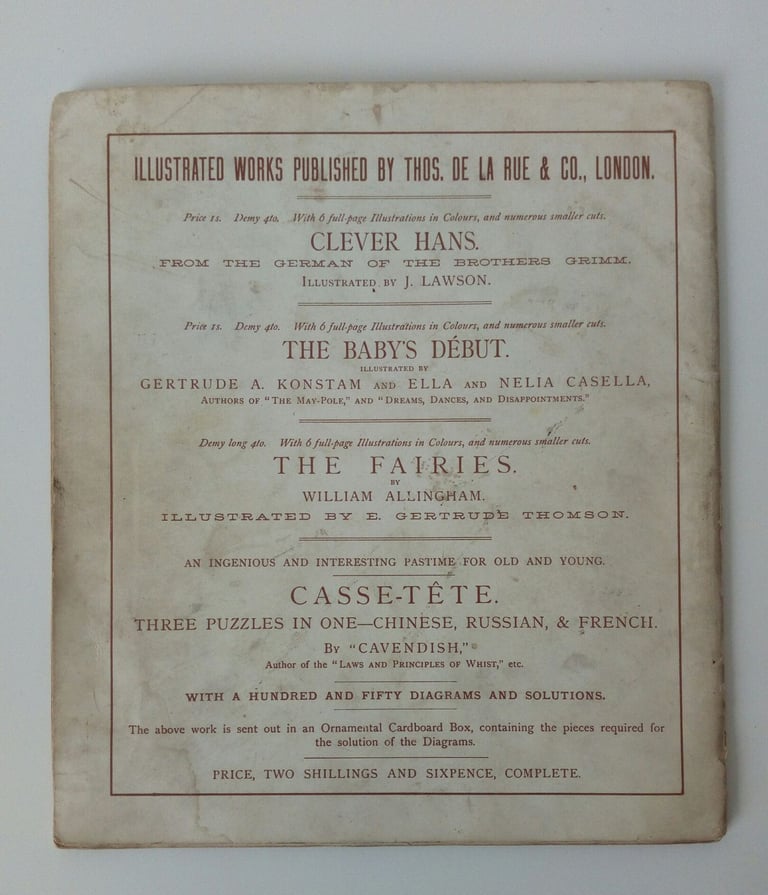 ILLUSTRATED WORKS PUBLISHED BY THOS. DE LA RUE & CO., LONDON.
Price 1s. Demy 4to. With 6 full-page Illustrations in Colours, and numerous smaller cuts.
CLEVER HANS.
FROM THE GERMAN OF THE BROTHERS GRIMM.
ILLUSTRATED BY J. LAWSON.
Price 1s. Demy 4to. With 6 full-page Illustrations in Colours, and numerous smaller cuts.
THE BABY'S DÉBUT.
ILLUSTRATED BY
GERTRUDE A. KONSTAM AND ELLA AND NELIA CASELLA,
AUTHORS OF "THE MAY-POLE," AND "DREAMS, DANCES, AND DISAPPOINTMENTS."
Demy long 4to. With 6 full-page Illustrations in Colours, and numerous smaller cuts.
THE FAIRIES.
BY
WILLIAM ALLINGHAM.
ILLUSTRATED BY E. GERTRUDE THOMSON.
AN INGENIOUS AND INTERESTING PASTIME FOR OLD AND YOUNG.
CASSE-TÊTE.
THREE PUZZLES IN ONE—CHINESE, RUSSIAN, & FRENCH.
BY "CAVENDISH,"
Author of the "LAWS AND PRINCIPLES OF WHIST," etc.
WITH A HUNDRED AND FIFTY DIAGRAMS AND SOLUTIONS.
The above work is sent out in an Ornamental Cardboard Box, containing the pieces required for
the solution of the Diagrams.
PRICE, TWO SHILLINGS AND SIXPENCE, COMPLETE.